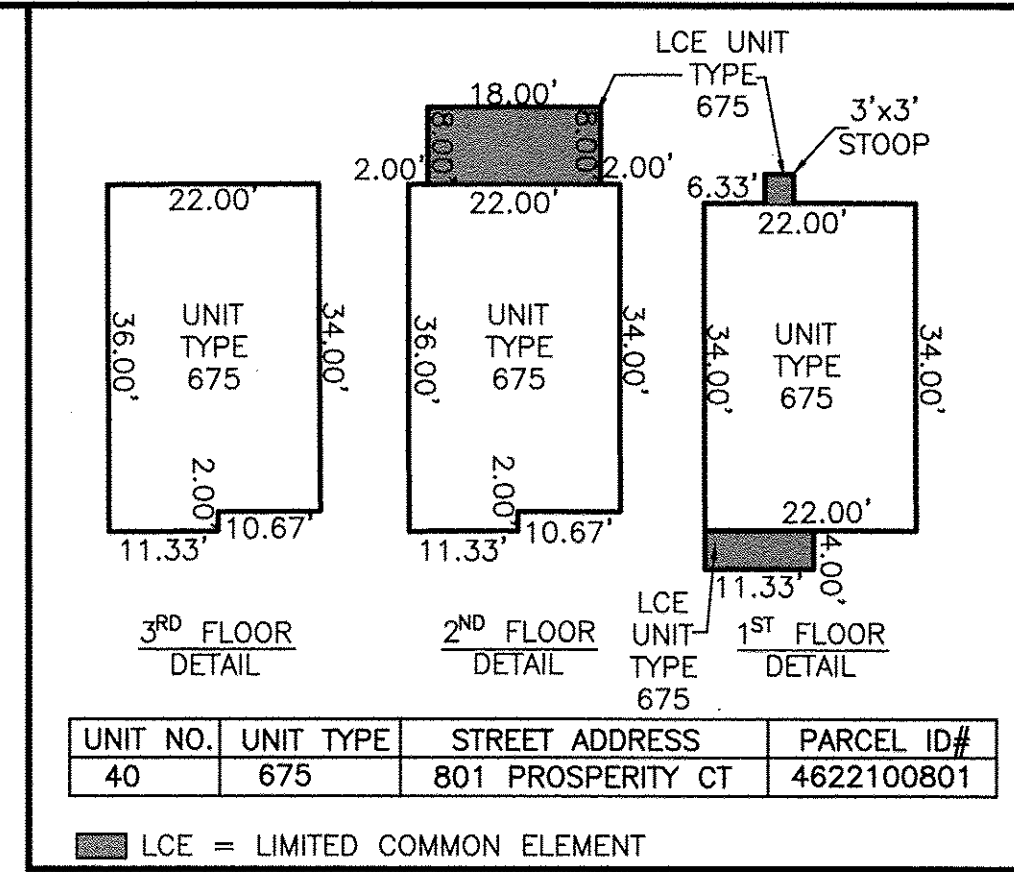 LCE UNIT
TYPE
675
3'x3'
STOOP
18.00'
8.00'
8.00'
2.00'
2.00'
22.00'
22.00'
6.33'
22.00'
36.00'
UNIT
TYPE
675
34.00'
36.00'
UNIT
TYPE
675
34.00'
34.00'
UNIT
TYPE
675
34.00'
2.00'
10.67'
11.33'
2.00'
10.67'
11.33'
22.00'
11.33'
4.00'
LCE
UNIT
TYPE
675
3RD FLOOR
DETAIL
2ND FLOOR
DETAIL
1ST FLOOR
DETAIL
UNIT NO. UNIT TYPE STREET ADDRESS PARCEL ID#
40 675 801 PROSPERITY CT 4622100801
LCE = LIMITED COMMON ELEMENT